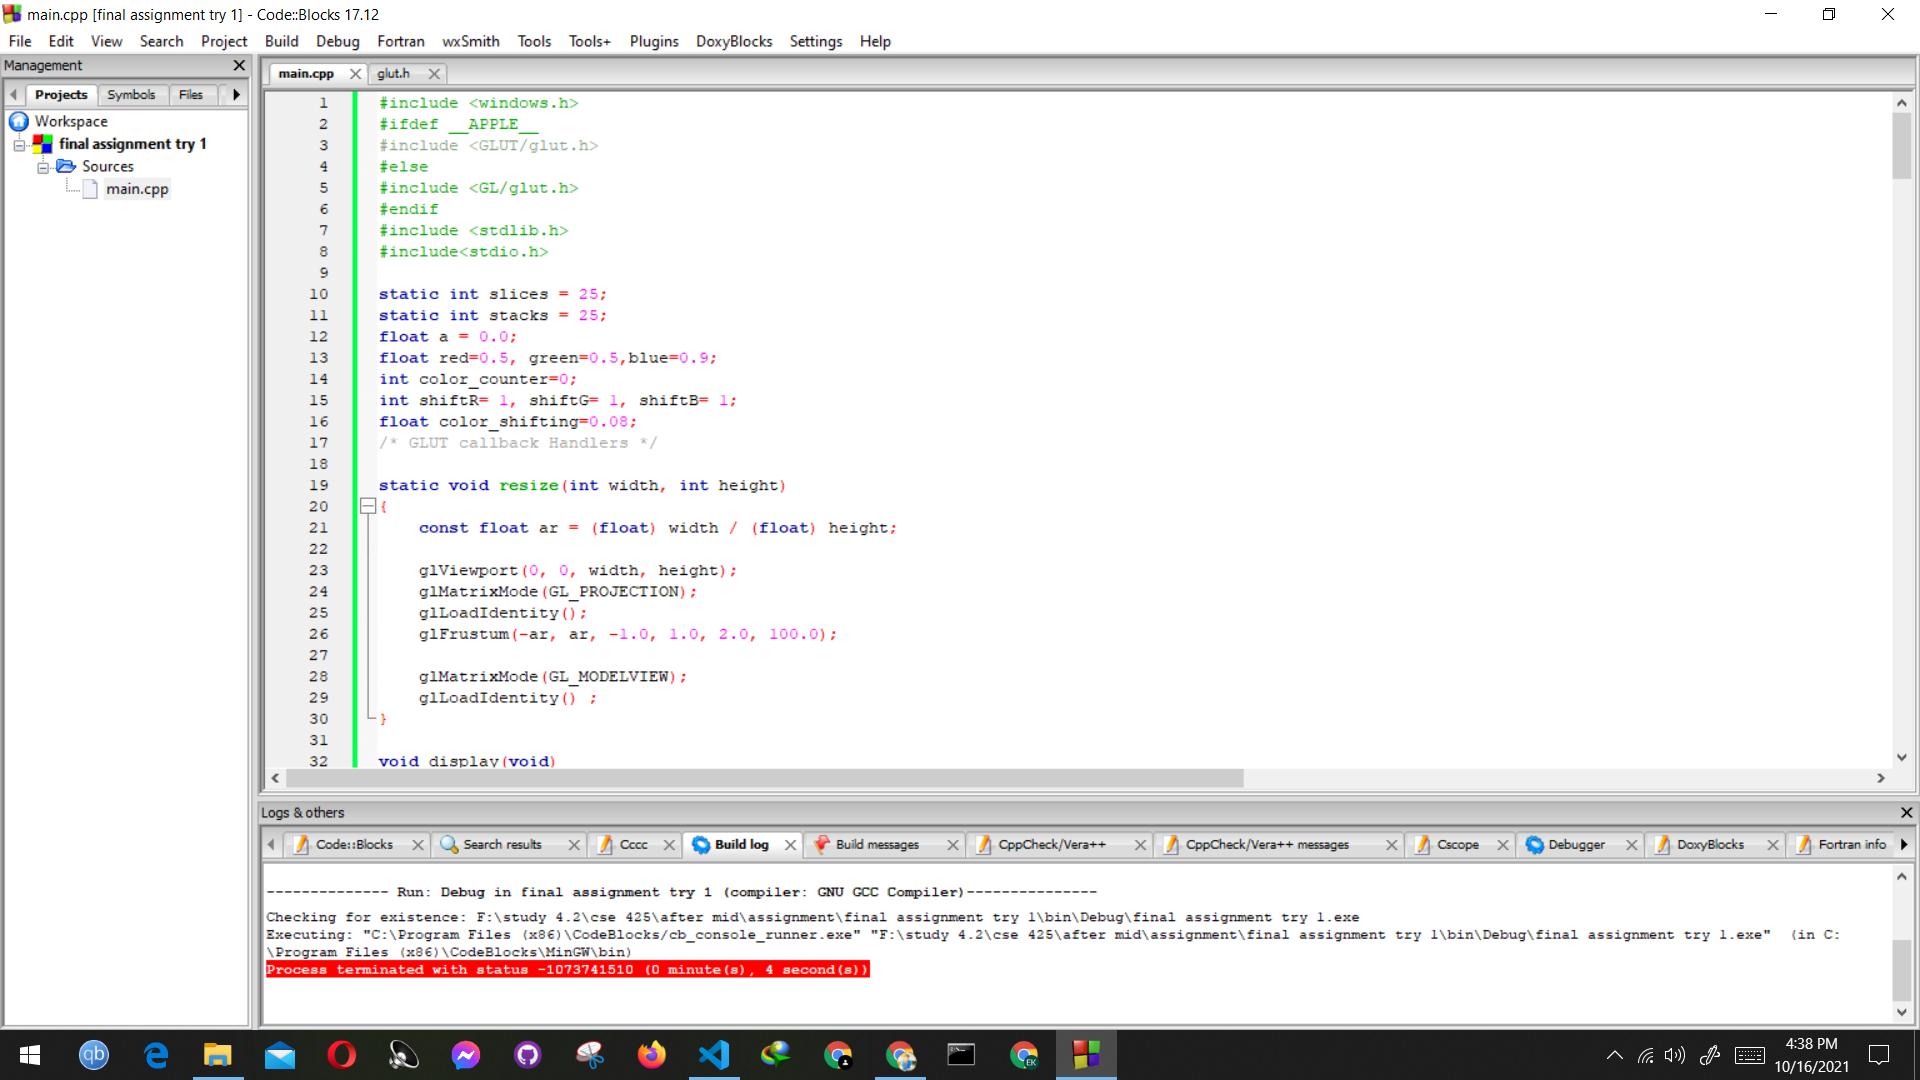 main.cpp [final assignment try 1] - Code::Blocks 17.12
File Edit View Search Project Build Debug Fortran wxSmith Tools Tools+ Plugins DoxyBlocks Settings Help
Management
Projects Symbols Files
Workspace
final assignment try 1
Sources
main.cpp
main.cpp glut.h
1 #include <windows.h>
2 #ifdef __APPLE__
3 #include <GLUT/glut.h>
4 #else
5 #include <GL/glut.h>
6 #endif
7 #include <stdlib.h>
8 #include<stdio.h>
9
10 static int slices = 25;
11 static int stacks = 25;
12 float a = 0.0;
13 float red=0.5, green=0.5,blue=0.9;
14 int color_counter=0;
15 int shiftR= 1, shiftG= 1, shiftB= 1;
16 float color_shifting=0.08;
17 /* GLUT callback Handlers */
18
19 static void resize(int width, int height)
20 {
21 const float ar = (float) width / (float) height;
22
23 glViewport(0, 0, width, height);
24 glMatrixMode(GL_PROJECTION);
25 glLoadIdentity();
26 glFrustum(-ar, ar, -1.0, 1.0, 2.0, 100.0);
27
28 glMatrixMode(GL_MODELVIEW);
29 glLoadIdentity() ;
30 }
31
32 void display(void)
Logs & others
Code::Blocks Search results Cccc Build log Build messages CppCheck/Vera++ CppCheck/Vera++ messages Cscope Debugger DoxyBlocks Fortran info
-------------- Run: Debug in final assignment try 1 (compiler: GNU GCC Compiler)---------------
Checking for existence: F:\study 4.2\cse 425\after mid\assignment\final assignment try 1\bin\Debug\final assignment try 1.exe
Executing: "C:\Program Files (x86)\CodeBlocks/cb_console_runner.exe" "F:\study 4.2\cse 425\after mid\assignment\final assignment try 1\bin\Debug\final assignment try 1.exe"  (in C:
\Program Files (x86)\CodeBlocks\MinGW\bin)
Process terminated with status -1073741510 (0 minute(s), 4 second(s))
qb
EK
4:38 PM
10/16/2021